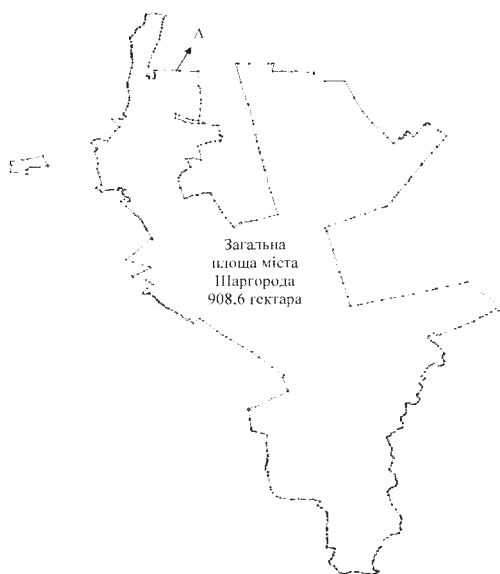 А
Загальна
площа міста
Шаргорода
908,6 гектара